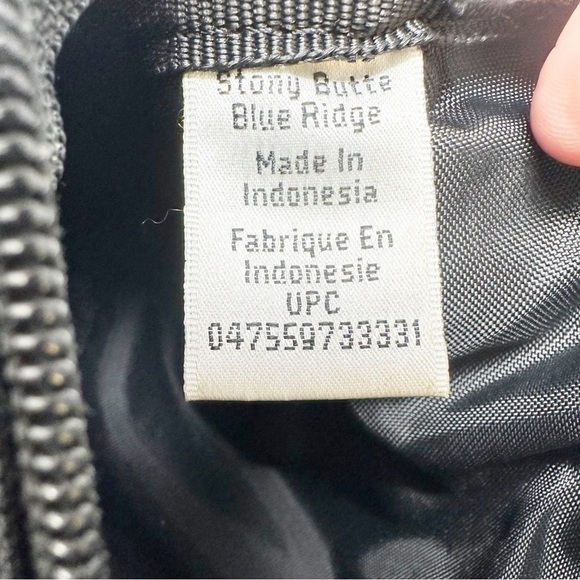 Stony Butte
Blue Ridge
Made In
Indonesia
Fabrique En
Indonesie
UPC
047559733331